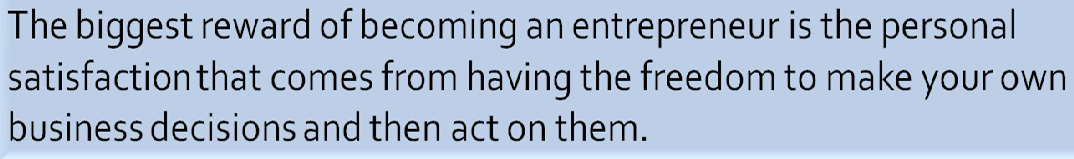 The biggest reward of becoming an entrepreneur is the personal
satisfaction that comes from having the freedom to make your own
business decisions and then act on them.